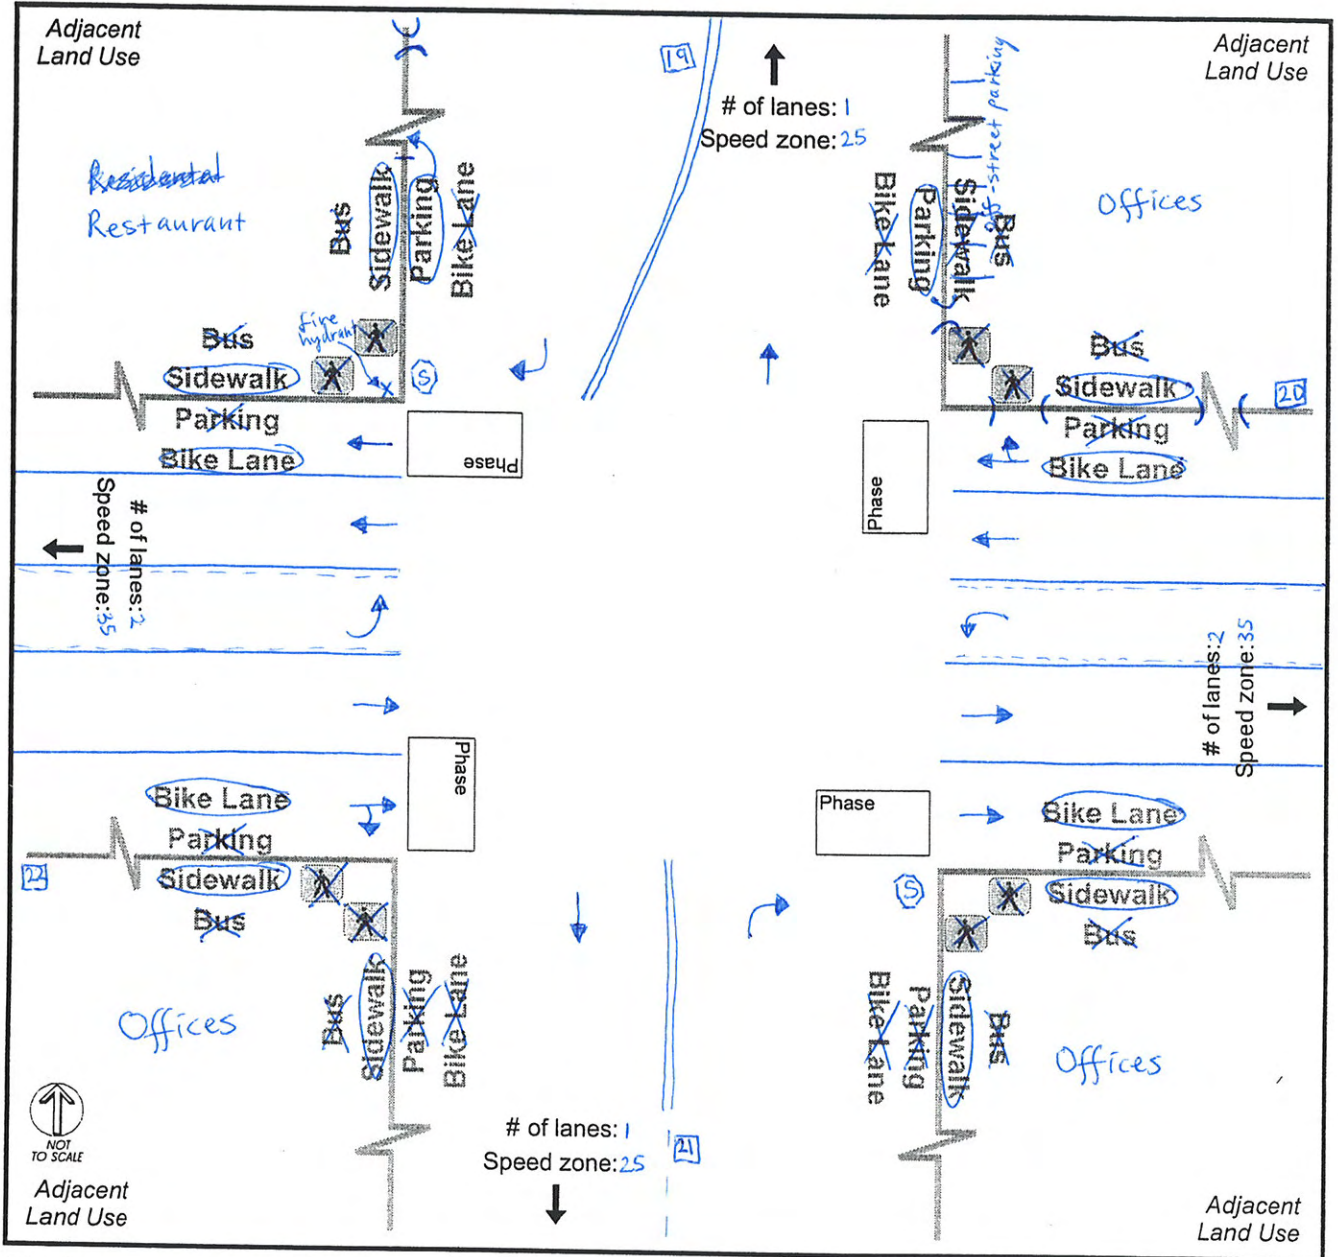 Adjacent
Land Use
19
# of lanes: 1
Speed zone: 25
off-street parking
Adjacent
Land Use
Restaurant
Bus
Sidewalk
Parking
Bike Lane
Bike Lane
Parking
Sidewalk
Bus
Offices
fire
hydrant
Bus
Sidewalk
Parking
Bike Lane
S
Phase
Phase
Bus
Sidewalk
Parking
Bike Lane
20
# of lanes: 2
Speed zone: 35
# of lanes: 2
Speed zone: 35
Bike Lane
Parking
Sidewalk
Bus
22
Phase
Phase
Bike Lane
Parking
Sidewalk
Bus
S
Offices
Bus
Sidewalk
Parking
Bike Lane
Bike Lane
Parking
Sidewalk
Bus
Offices
NOT
TO SCALE
# of lanes: 1
Speed zone: 25
21
Adjacent
Land Use
Adjacent
Land Use